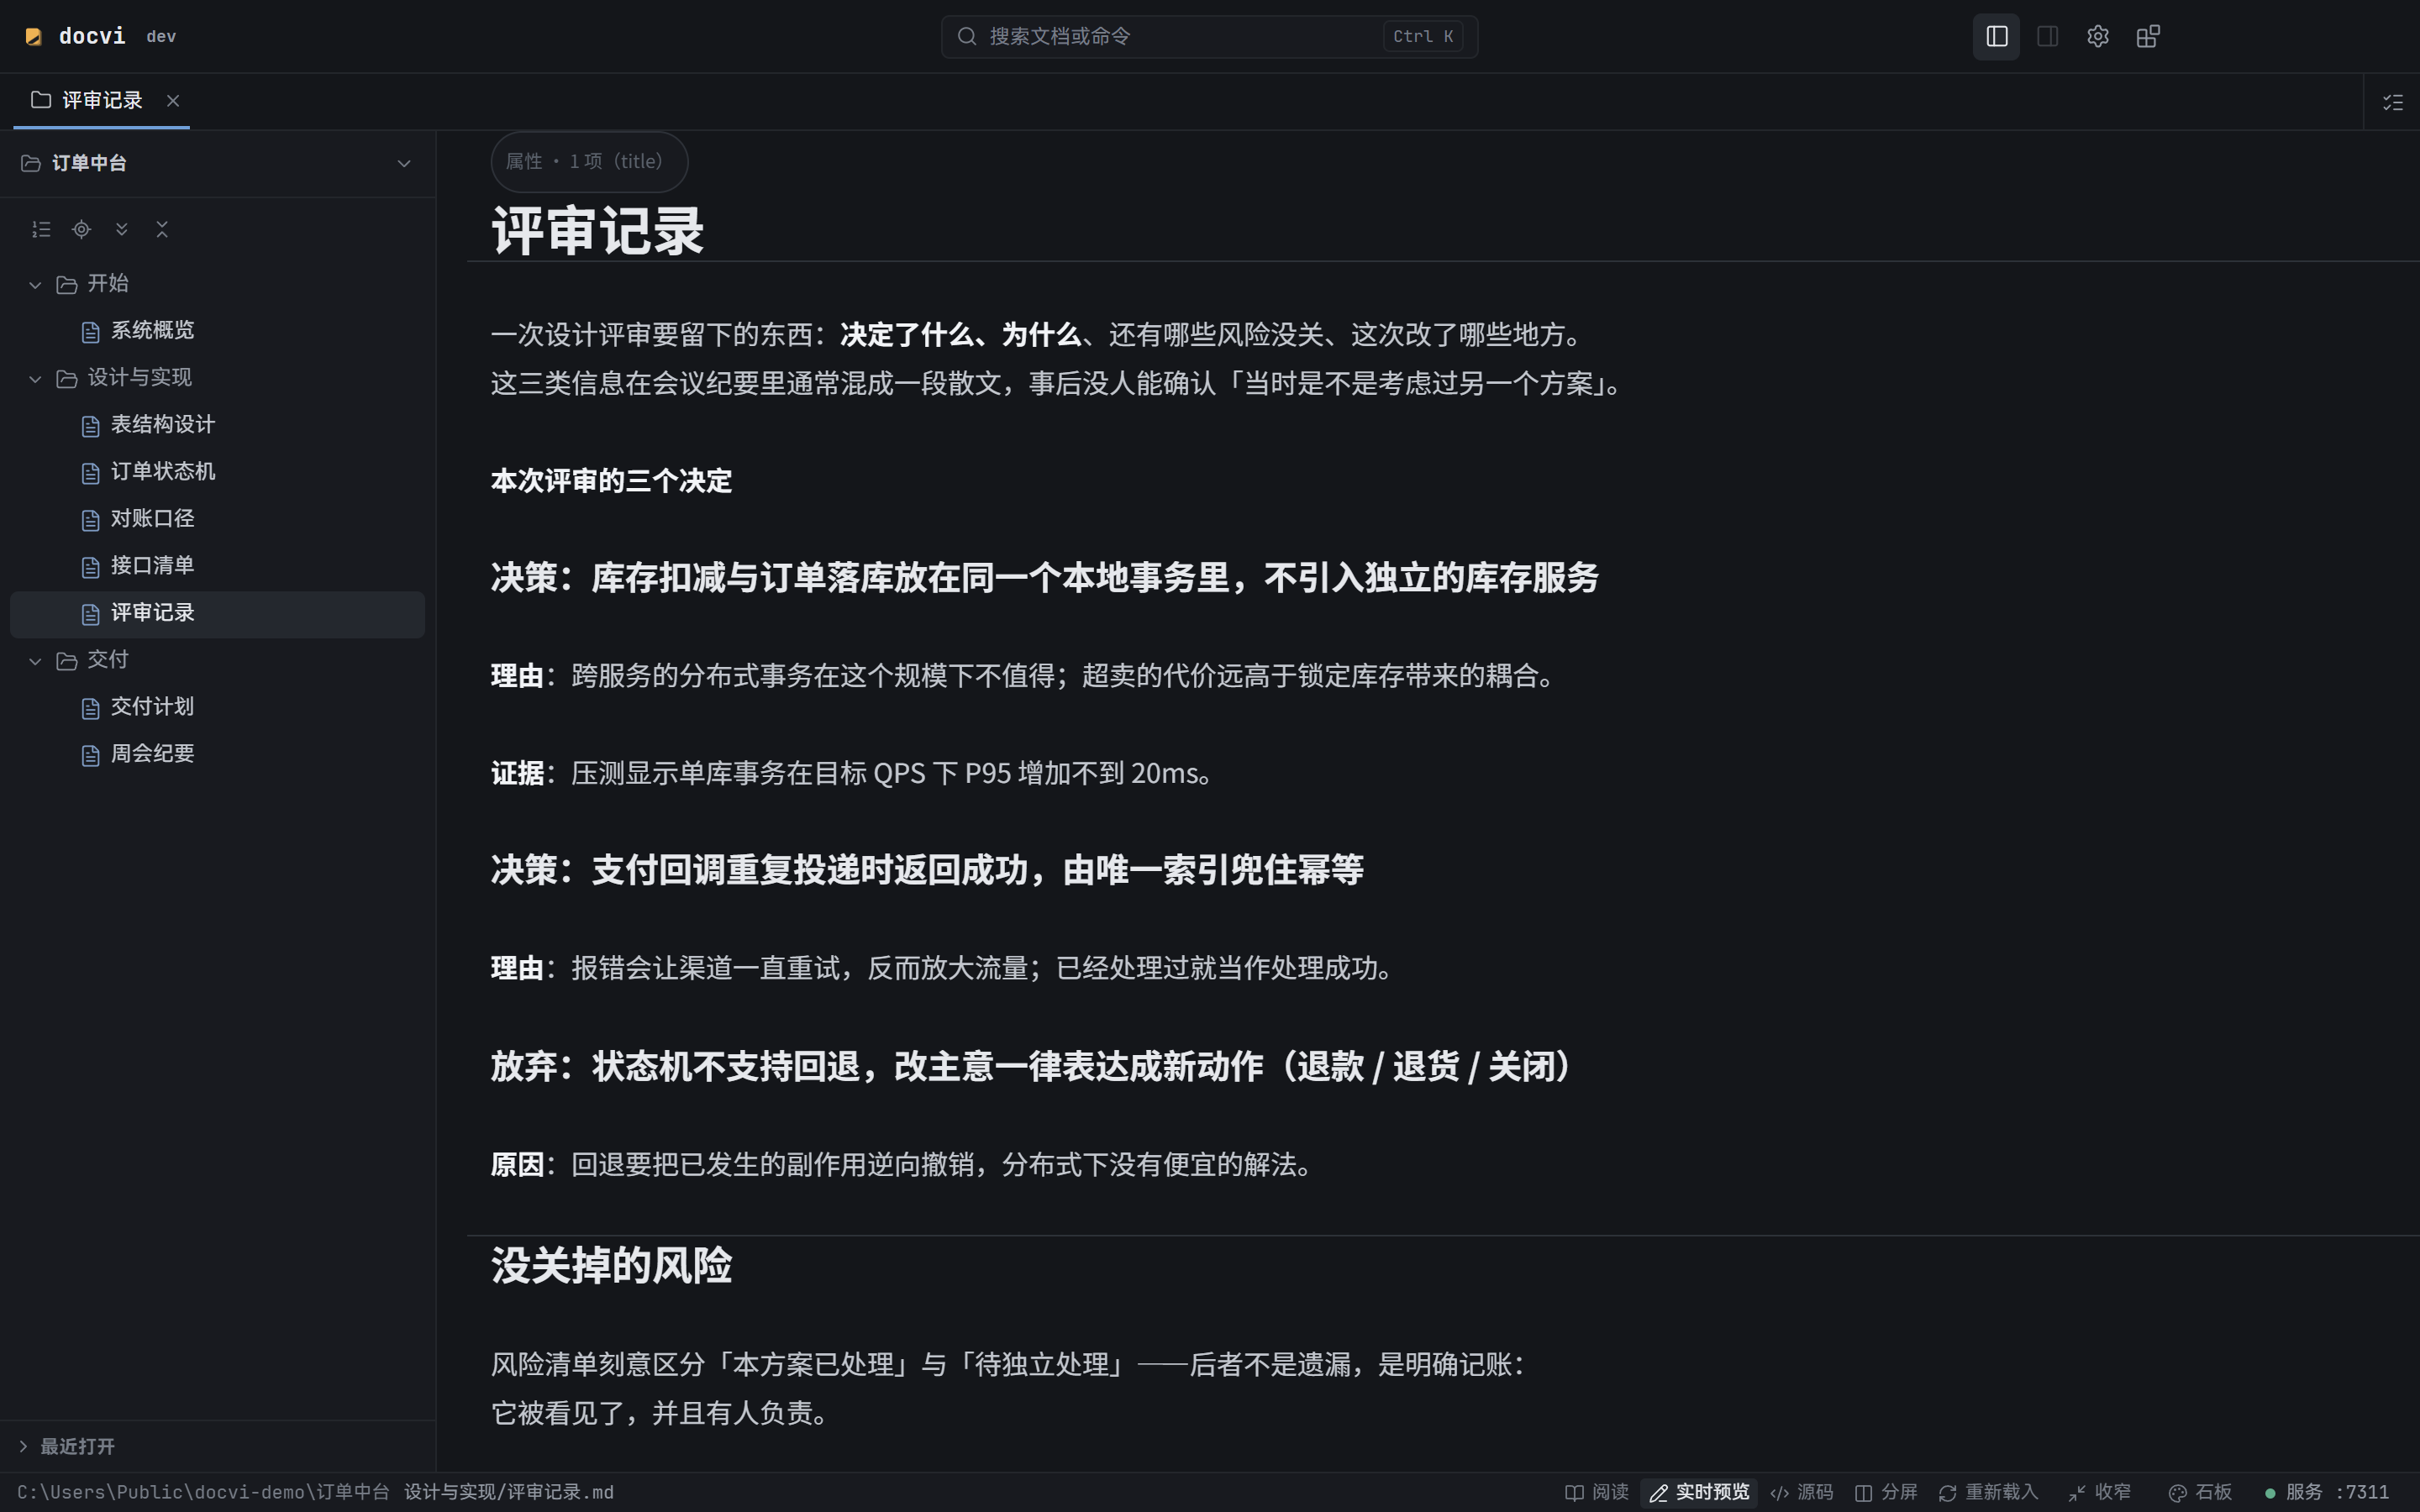 docvi dev
搜索文档或命令 Ctrl K
评审记录
订单中台
开始
系统概览
设计与实现
表结构设计
订单状态机
对账口径
接口清单
评审记录
交付
交付计划
周会纪要
最近打开
属性 · 1 项（title）
评审记录
一次设计评审要留下的东西：决定了什么、为什么、还有哪些风险没关、这次改了哪些地方。
这三类信息在会议纪要里通常混成一段散文，事后没人能确认「当时是不是考虑过另一个方案」。
本次评审的三个决定
决策：库存扣减与订单落库放在同一个本地事务里，不引入独立的库存服务
理由：跨服务的分布式事务在这个规模下不值得；超卖的代价远高于锁定库存带来的耦合。
证据：压测显示单库事务在目标 QPS 下 P95 增加不到 20ms。
决策：支付回调重复投递时返回成功，由唯一索引兜住幂等
理由：报错会让渠道一直重试，反而放大流量；已经处理过就当作处理成功。
放弃：状态机不支持回退，改主意一律表达成新动作（退款 / 退货 / 关闭）
原因：回退要把已发生的副作用逆向撤销，分布式下没有便宜的解法。
没关掉的风险
风险清单刻意区分「本方案已处理」与「待独立处理」——后者不是遗漏，是明确记账：
它被看见了，并且有人负责。
C:\Users\Public\docvi-demo\订单中台 设计与实现/评审记录.md
阅读 实时预览 源码 分屏 重新载入 收窄 石板 服务 :7311